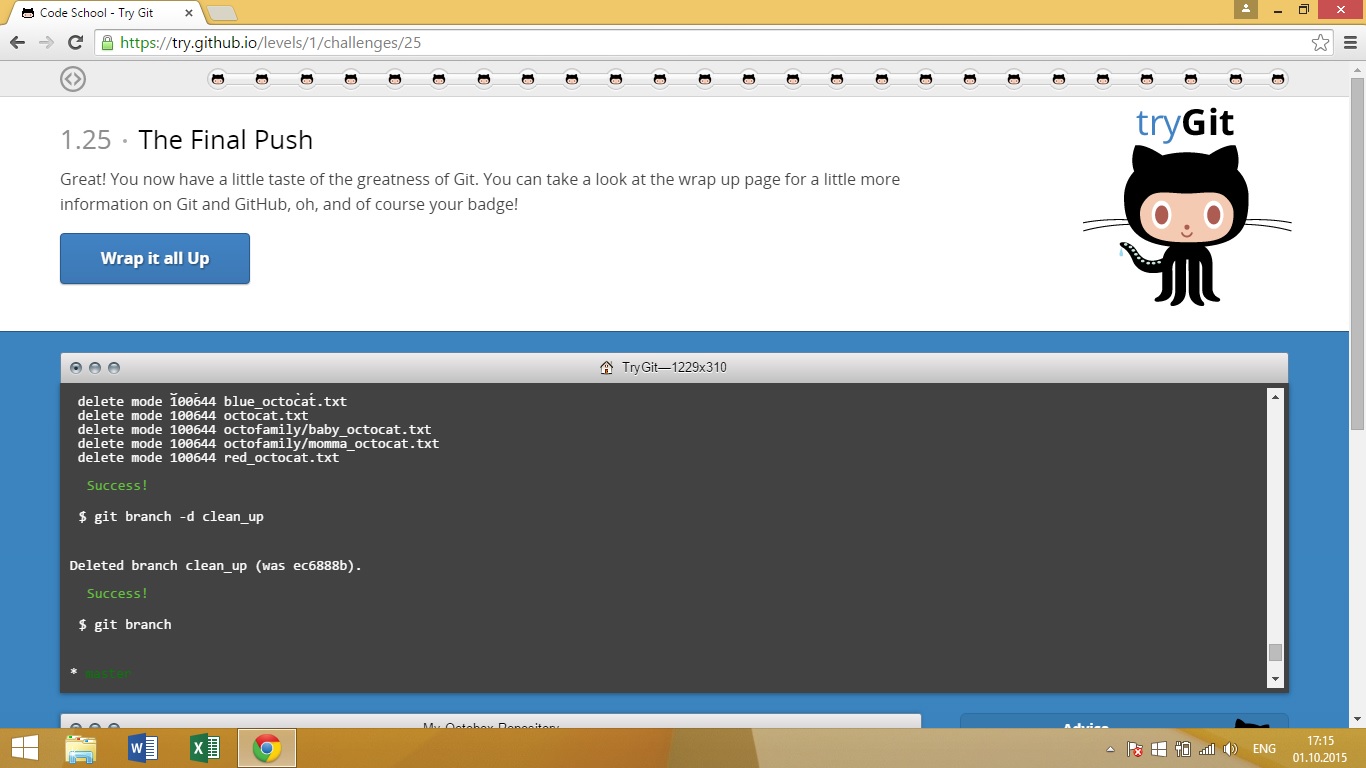 Code School - Try Git
https://try.github.io/levels/1/challenges/25
1.25 · The Final Push
Great! You now have a little taste of the greatness of Git. You can take a look at the wrap up page for a little more
information on Git and GitHub, oh, and of course your badge!
Wrap it all Up
tryGit
TryGit—1229x310
delete mode 100644 blue_octocat.txt
delete mode 100644 octocat.txt
delete mode 100644 octofamily/baby_octocat.txt
delete mode 100644 octofamily/momma_octocat.txt
delete mode 100644 red_octocat.txt
Success!
$ git branch -d clean_up
Deleted branch clean_up (was ec6888b).
Success!
$ git branch
* master
My Octobox Repository
Advice
ENG
17:15
01.10.2015